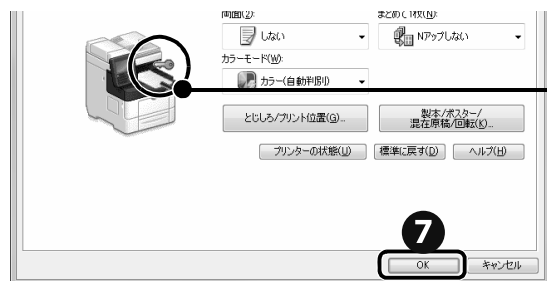 両面(2):
まとめて1枚(N):
しない
Nアップしない
カラーモード(W):
カラー(自動判別)
とじしろ/プリント位置(G)...
製本/ポスター/
混在原稿/回転(K)...
プリンターの状態(U)
標準に戻す(D)
ヘルプ(H)
7
OK
キャンセル